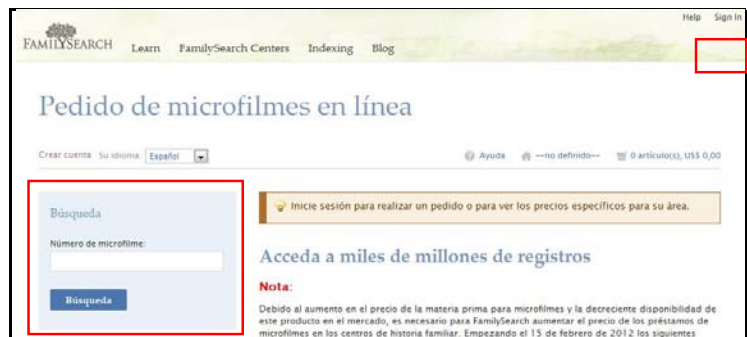 Help Sign In
FAMILYSEARCH Learn FamilySearch Centers Indexing Blog
Pedido de microfilmes en línea
Crear cuenta Su idioma: Español Ayuda --no definido-- 0 artículo(s), US$ 0,00
Búsqueda
Número de microfilme:
Búsqueda
Inicie sesión para realizar un pedido o para ver los precios específicos para su área.
Acceda a miles de millones de registros
Nota:
Debido al aumento en el precio de la materia prima para microfilmes y la decreciente disponibilidad de
este producto en el mercado, es necesario para FamilySearch aumentar el precio de los préstamos de
microfilmes en los centros de historia familiar. Empezando el 15 de febrero de 2012 los siguientes